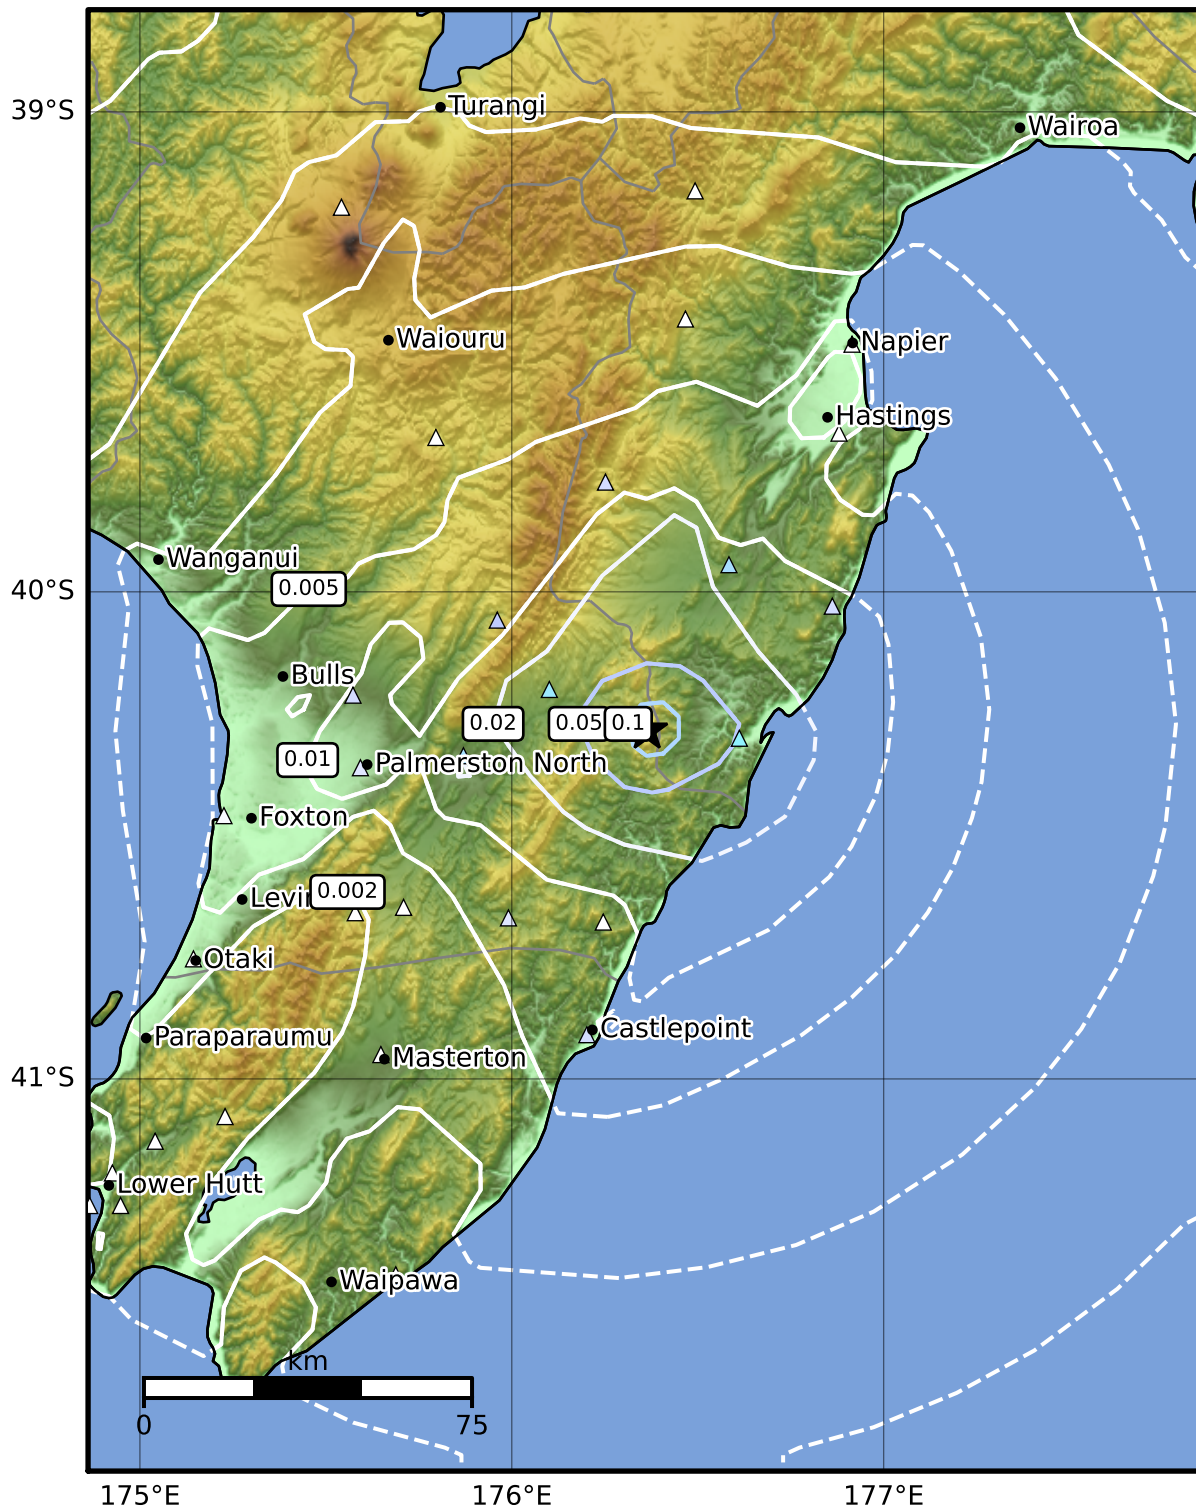 39°S
Turangi
Wairoa
Waiouru
Napier
Hastings
Wanganui
0.005
40°S
Bulls
0.02
0.05
0.1
0.01
Palmerston North
Foxton
0.002
Otaki
Castlepoint
Paraparaumu
Masterton
41°S
Lower Hutt
Waipawa
km
0
75
175°E
176°E
177°E